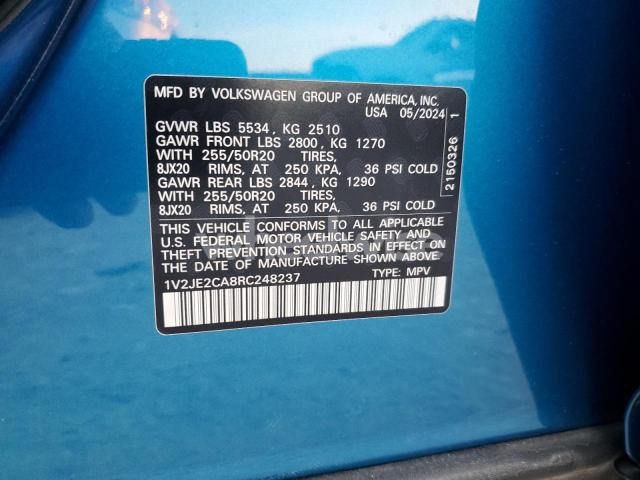 MFD BY VOLKSWAGEN GROUP OF AMERICA, INC.
USA 05/2024
GVWR LBS 5534, KG 2510
GAWR FRONT LBS 2800, KG 1270
WITH 255/50R20 TIRES,
8JX20 RIMS, AT 250 KPA, 36 PSI COLD
GAWR REAR LBS 2844, KG 1290
WITH 255/50R20 TIRES,
8JX20 RIMS, AT 250 KPA, 36 PSI COLD
THIS VEHICLE CONFORMS TO ALL APPLICABLE
U.S. FEDERAL MOTOR VEHICLE SAFETY AND
THEFT PREVENTION STANDARDS IN EFFECT ON
THE DATE OF MANUFACTURE SHOWN ABOVE
1V2JE2CA8RC248237 TYPE: MPV
2150326 1